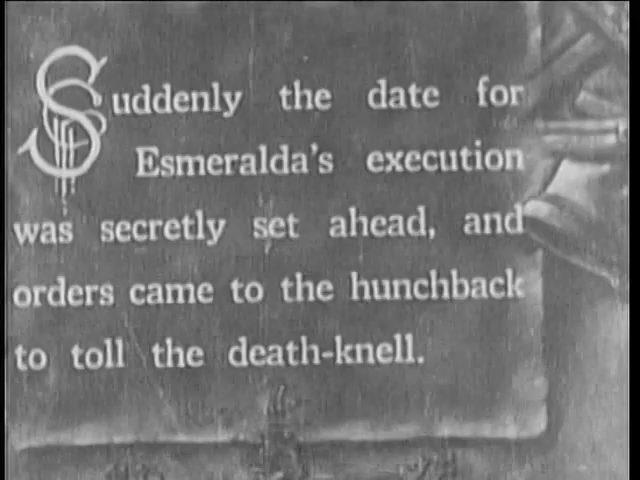 Suddenly the date for
Esmeralda's execution
was secretly set ahead, and
orders came to the hunchback
to toll the death-knell.